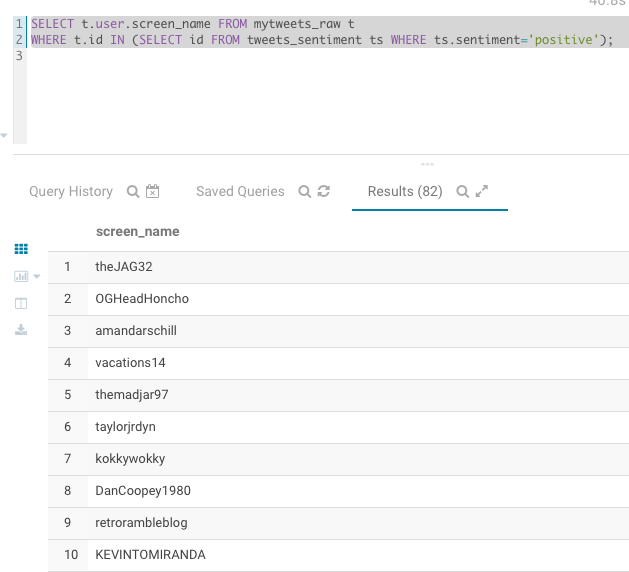 40.8s
1 SELECT t.user.screen_name FROM mytweets_raw t
2 WHERE t.id IN (SELECT id FROM tweets_sentiment ts WHERE ts.sentiment='positive');
3
Query History Saved Queries Results (82)
screen_name
1 theJAG32
2 OGHeadHoncho
3 amandarschill
4 vacations14
5 themadjar97
6 taylorjrdyn
7 kokkywokky
8 DanCoopey1980
9 retrorambleblog
10 KEVINTOMIRANDA